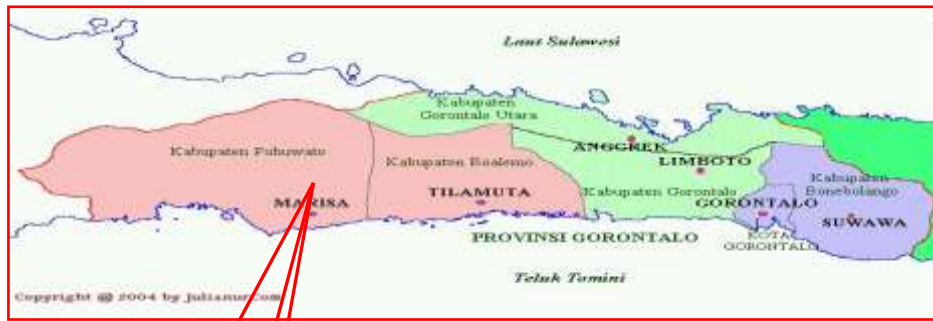 Laut Sulawesi
Kabupaten
Gorontalo Utara
ANGGREK
Kabupaten Pohuwato
Kabupaten Boalemo
LIMBOTO
Kabupaten
Bonebolango
MARISA
TILAMUTA
Kabupaten Gorontalo
GORONTALO
SUWAWA
KOTA
GORONTALO
PROVINSI GORONTALO
Teluk Tomini
Copyright @ 2004 by Julianur.Com